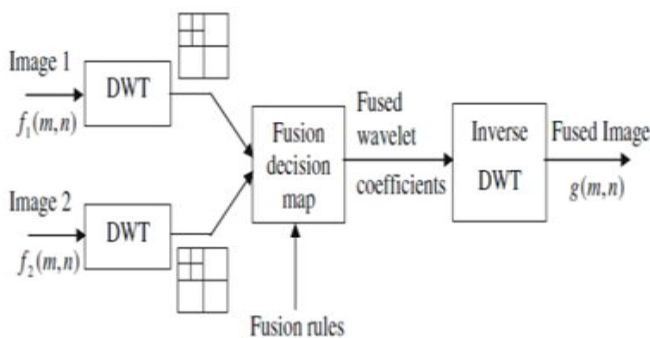 Image 1
DWT
f₁(m,n)
Image 2
DWT
f₂(m,n)
Fusion
decision
map
Fusion rules
Fused
wavelet
coefficients
Inverse
DWT
Fused Image
g(m,n)